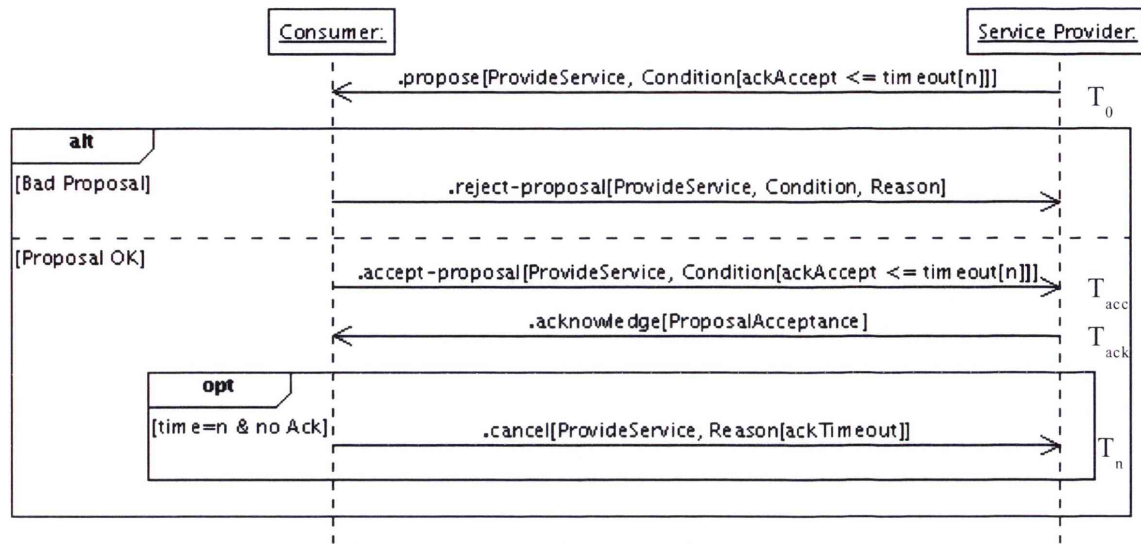 Consumer:
Service Provider:
.propose[ProvideService, Condition[ackAccept <= timeout[n]]]
T0
alt
[Bad Proposal]
.reject-proposal[ProvideService, Condition, Reason]
[Proposal OK]
.accept-proposal[ProvideService, Condition[ackAccept <= timeout[n]]]
Tacc
.acknowledge[ProposalAcceptance]
Tack
opt
[time=n & no Ack]
.cancel[ProvideService, Reason[ackTimeout]]
Tn